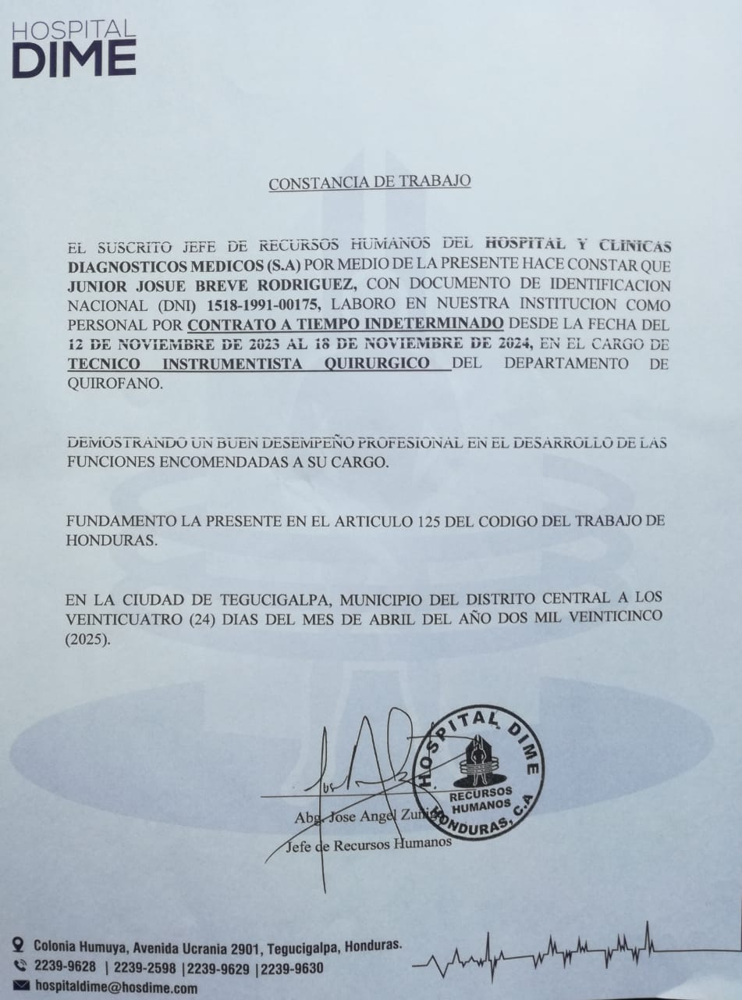 HOSPITAL
DIME
CONSTANCIA DE TRABAJO
EL SUSCRITO JEFE DE RECURSOS HUMANOS DEL HOSPITAL Y CLINICAS
DIAGNOSTICOS MEDICOS (S.A) POR MEDIO DE LA PRESENTE HACE CONSTAR QUE
JUNIOR JOSUE BREVE RODRIGUEZ, CON DOCUMENTO DE IDENTIFICACION
NACIONAL (DNI) 1518-1991-00175, LABORO EN NUESTRA INSTITUCION COMO
PERSONAL POR CONTRATO A TIEMPO INDETERMINADO DESDE LA FECHA DEL
12 DE NOVIEMBRE DE 2023 AL 18 DE NOVIEMBRE DE 2024, EN EL CARGO DE
TECNICO INSTRUMENTISTA QUIRURGICO DEL DEPARTAMENTO DE
QUIROFANO.
DEMOSTRANDO UN BUEN DESEMPEÑO PROFESIONAL EN EL DESARROLLO DE LAS
FUNCIONES ENCOMENDADAS A SU CARGO.
FUNDAMENTO LA PRESENTE EN EL ARTICULO 125 DEL CODIGO DEL TRABAJO DE
HONDURAS.
EN LA CIUDAD DE TEGUCIGALPA, MUNICIPIO DEL DISTRITO CENTRAL A LOS
VEINTICUATRO (24) DIAS DEL MES DE ABRIL DEL AÑO DOS MIL VEINTICINCO
(2025).
HOSPITAL DIME
RECURSOS
HUMANOS
HONDURAS, C.A
Abg. Jose Angel
Jefe de Recursos Humanos
Colonia Humuya, Avenida Ucrania 2901, Tegucigalpa, Honduras.
2239-9628 | 2239-2598 |2239-9629 |2239-9630
hospitaldime@hosdime.com